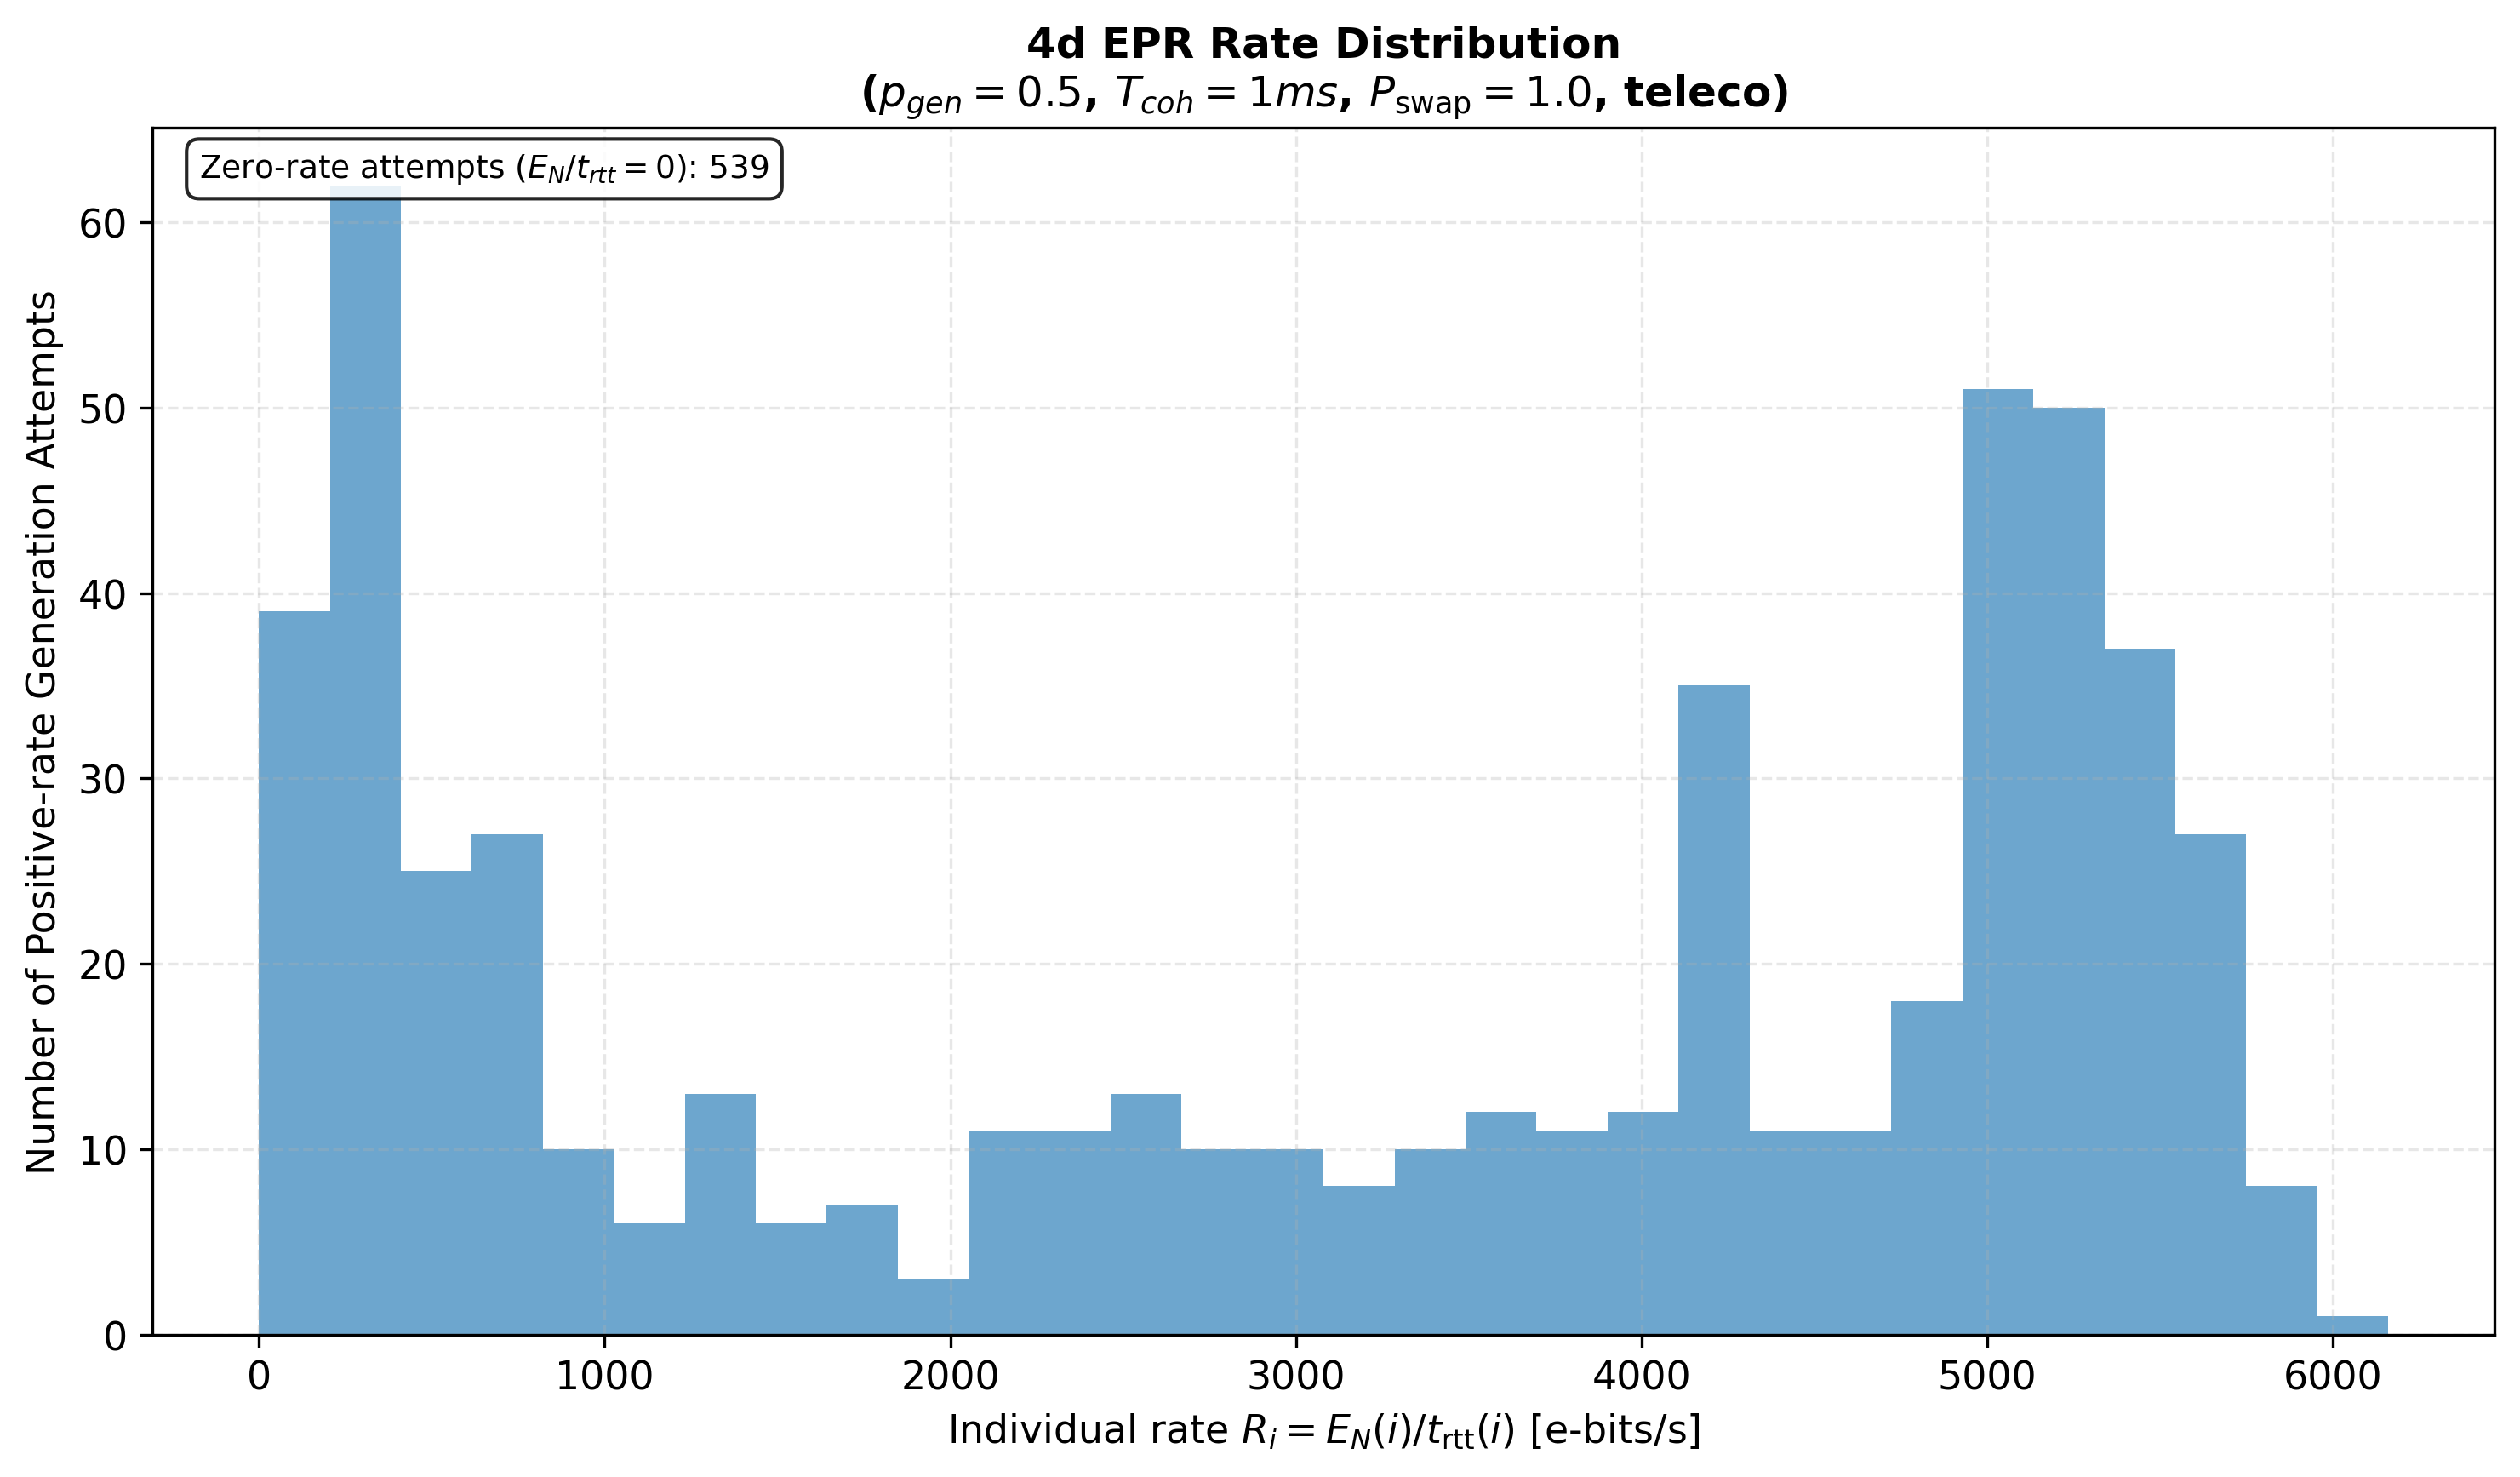 4d EPR Rate Distribution
(p_gen = 0.5, T_coh = 1ms, P_swap = 1.0, teleco)
Zero-rate attempts (E_N/t_rtt = 0): 539
Number of Positive-rate Generation Attempts
60
50
40
30
20
10
0
0 1000 2000 3000 4000 5000 6000
Individual rate R_i = E_N(i)/t_rtt(i) [e-bits/s]